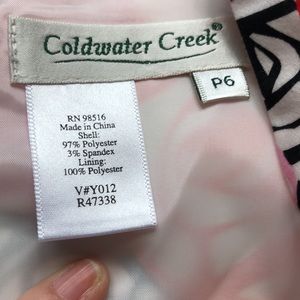 Coldwater Creek®
P6
RN 98516
Made in China
Shell:
97% Polyester
3% Spandex
Lining:
100% Polyester
V#Y012
R47338